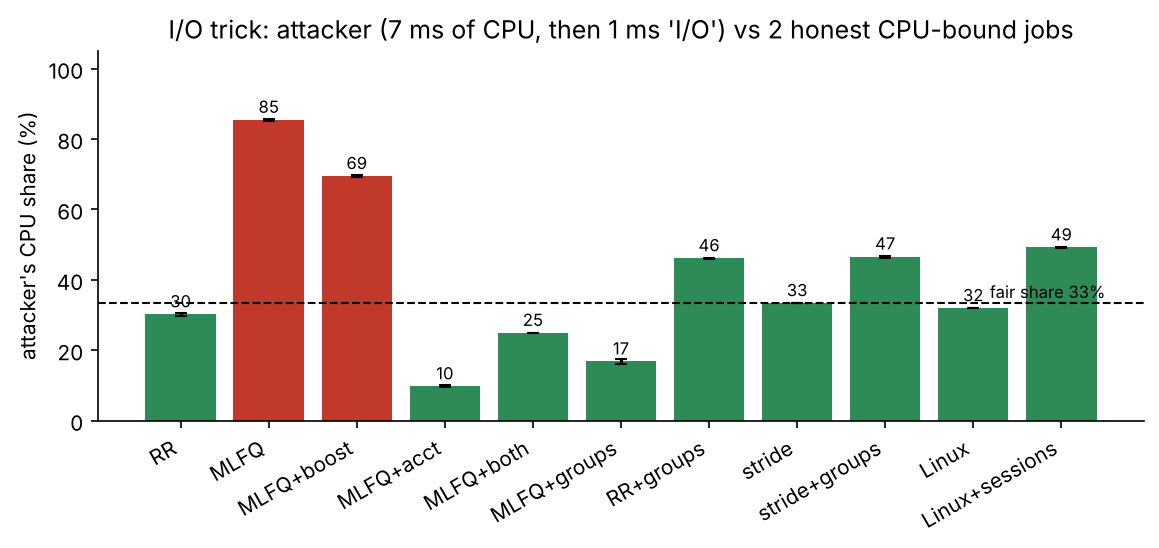 I/O trick: attacker (7 ms of CPU, then 1 ms 'I/O') vs 2 honest CPU-bound jobs
attacker's CPU share (%)
100
80
60
40
20
0
30
85
69
10
25
17
46
33
47
32
49
fair share 33%
RR
MLFQ
MLFQ+boost
MLFQ+acct
MLFQ+both
MLFQ+groups
RR+groups
stride
stride+groups
Linux
Linux+sessions